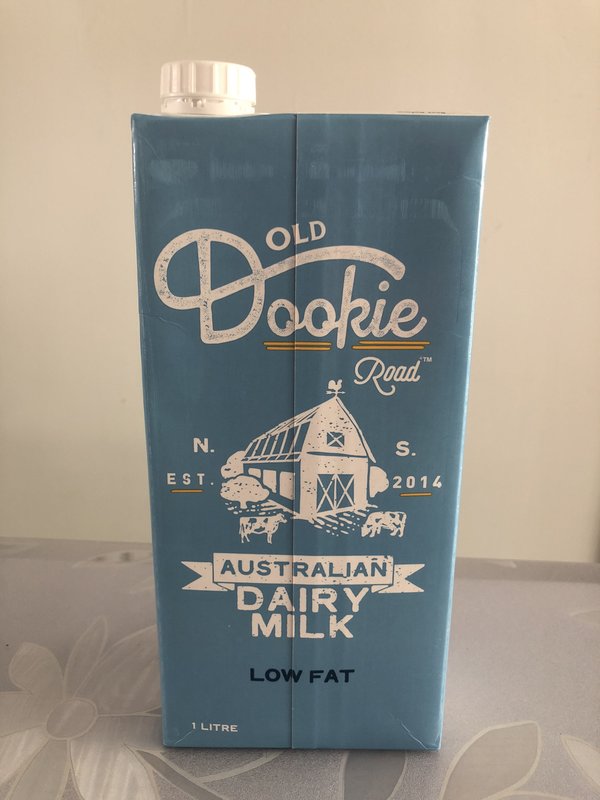 OLD
Dookie
Road™
N. S.
EST. 2014
AUSTRALIAN
DAIRY
MILK
LOW FAT
1 LITRE